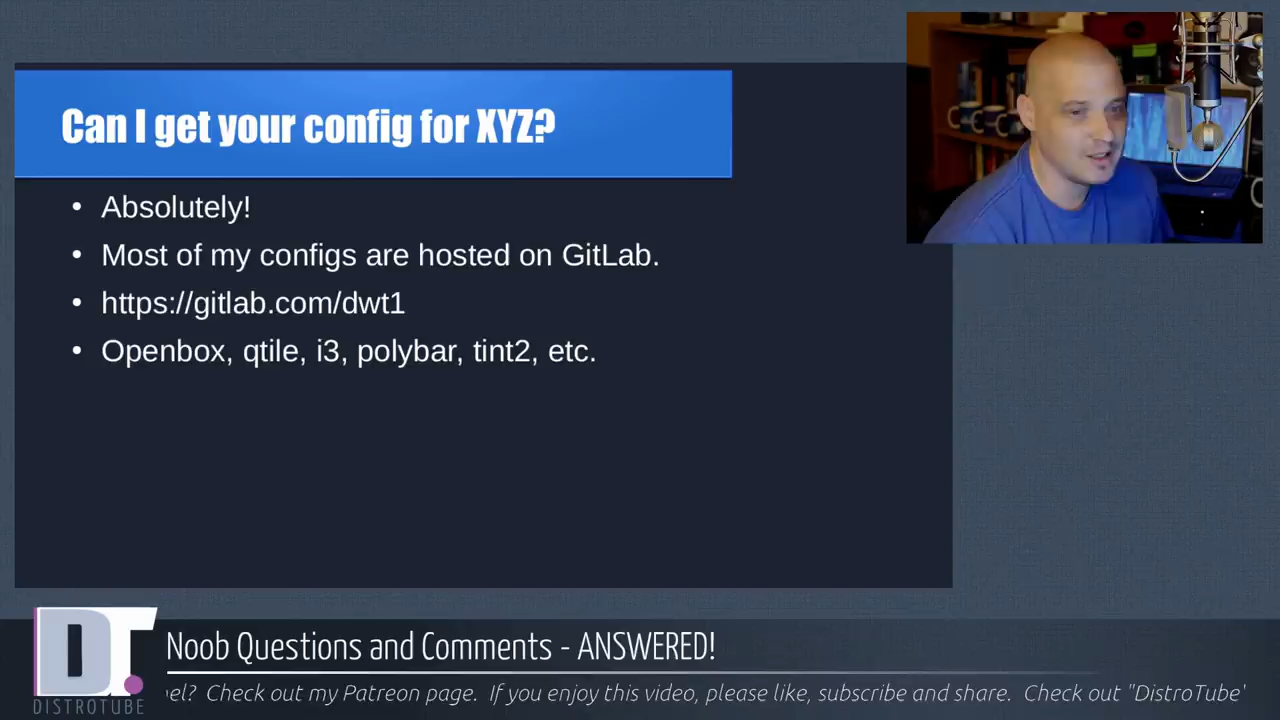 Can I get your config for XYZ?
• Absolutely!
• Most of my configs are hosted on GitLab.
• https://gitlab.com/dwt1
• Openbox, qtile, i3, polybar, tint2, etc.
DT
DISTROTUBE
Noob Questions and Comments - ANSWERED!
el? Check out my Patreon page. If you enjoy this video, please like, subscribe and share. Check out "DistroTube'